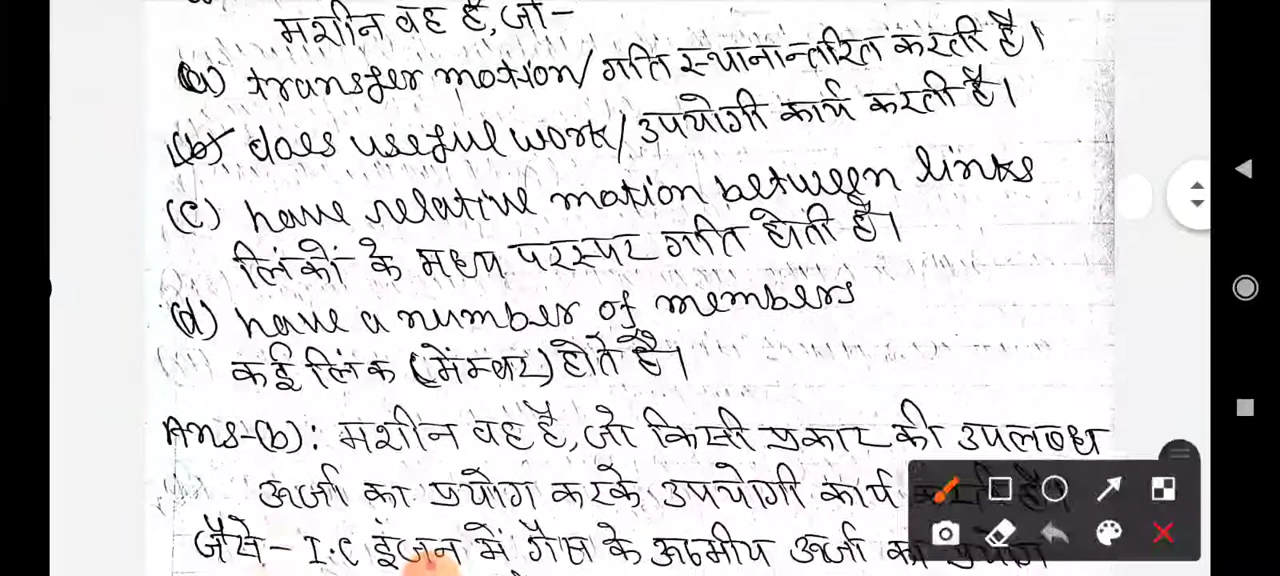 मशीन वह है, जो-
(a) transfer motion/गति स्थानान्तरित करती है।
(b) does useful work/उपयोगी कार्य करती है।
(c) have relative motion between links
लिंकों के मध्य परस्पर गति होती है।
(d) have a number of members
कई लिंक (मेम्बर) होते है।
Ans-(b): मशीन वह है, जो किसी प्रकार की उपलब्ध
ऊर्जा का प्रयोग करके उपयोगी कार्य
जैसे- I.C इंजन में गैस के ऊष्मीय ऊर्जा का